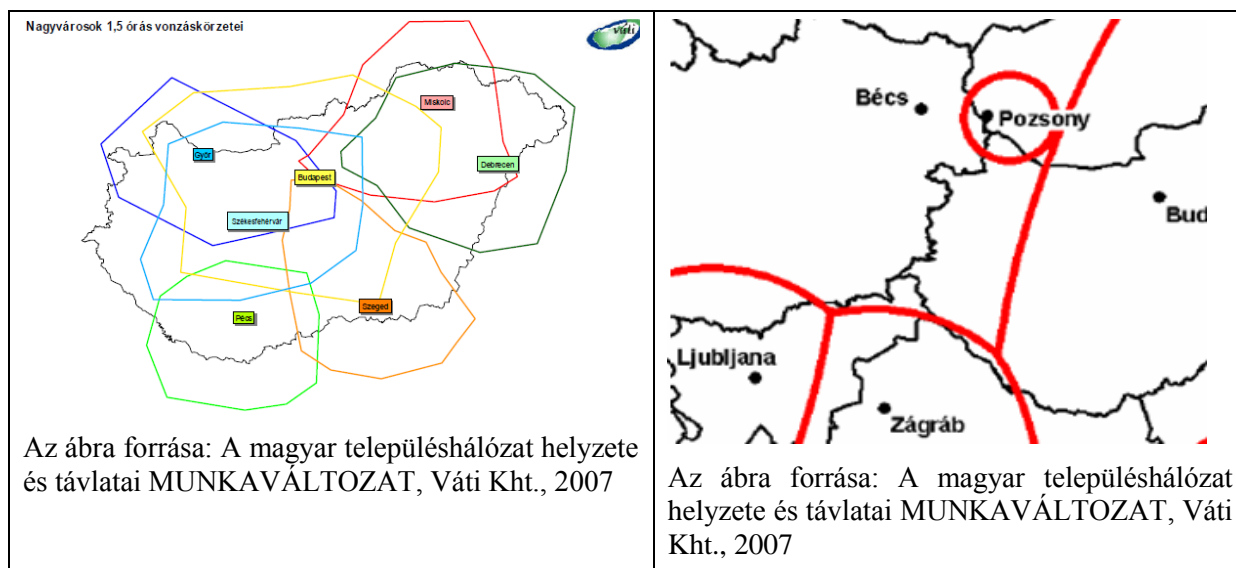 Nagyvárosok 1,5 órás vonzáskörzetei
váti
Miskolc
Győr
Debrecen
Budapest
Székesfehérvár
Szeged
Pécs
Az ábra forrása: A magyar településhálózat helyzete
és távlatai MUNKAVÁLTOZAT, Váti Kht., 2007
Bécs
Pozsony
Bud
Ljubljana
Zágráb
Az ábra forrása: A magyar településhálózat
helyzete és távlatai MUNKAVÁLTOZAT, Váti
Kht., 2007